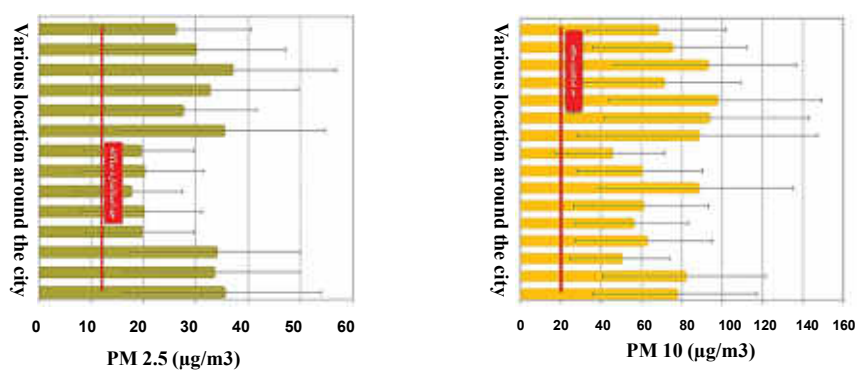 Various location around the city
0 10 20 30 40 50 60
PM 2.5 (µg/m3)
Various location around the city
0 20 40 60 80 100 120 140 160
PM 10 (µg/m3)